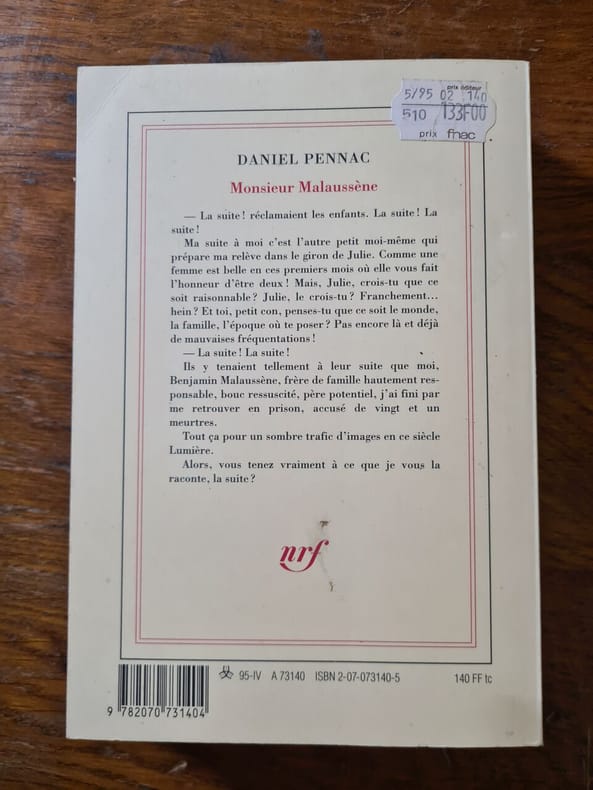 prix éditeur
5/95 02 140
510 133F00
prix fnac
DANIEL PENNAC
Monsieur Malaussène
— La suite ! réclamaient les enfants. La suite ! La
suite !
Ma suite à moi c'est l'autre petit moi-même qui
prépare ma relève dans le giron de Julie. Comme une
femme est belle en ces premiers mois où elle vous fait
l'honneur d'être deux ! Mais, Julie, crois-tu que ce
soit raisonnable ? Julie, le crois-tu ? Franchement...
hein ? Et toi, petit con, penses-tu que ce soit le monde,
la famille, l'époque où te poser ? Pas encore là et déjà
de mauvaises fréquentations !
— La suite ! La suite !
Ils y tenaient tellement à leur suite que moi,
Benjamin Malaussène, frère de famille hautement res-
ponsable, bouc ressuscité, père potentiel, j'ai fini par
me retrouver en prison, accusé de vingt et un
meurtres.
Tout ça pour un sombre trafic d'images en ce siècle
Lumière.
Alors, vous tenez vraiment à ce que je vous la
raconte, la suite ?
nrf
95-IV A 73140 ISBN 2-07-073140-5 140 FF tc
9 782070 731404